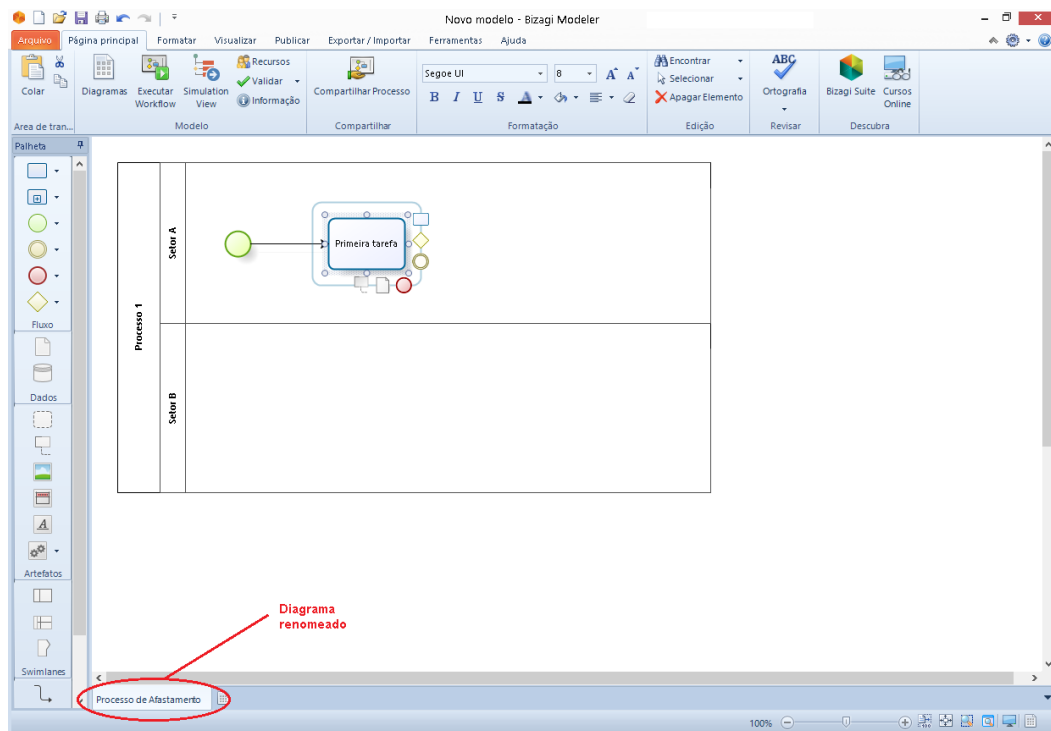 Novo modelo - Bizagi Modeler
Arquivo Página principal Formatar Visualizar Publicar Exportar / Importar Ferramentas Ajuda
Colar
Area de tran...
Diagramas
Executar
Workflow
Simulation
View
Recursos
Validar
Informação
Modelo
Compartilhar Processo
Compartilhar
Segoe UI 8 A A
B I U S A
Formatação
Encontrar
Selecionar
Apagar Elemento
Edição
ABC
Ortografia
Revisar
Bizagi Suite
Cursos
Online
Descubra
Palheta
Fluxo
Dados
A
Artefatos
Swimlanes
Processo 1
Setor A
Primeira tarefa
Setor B
Diagrama
renomeado
Processo de Afastamento
100%